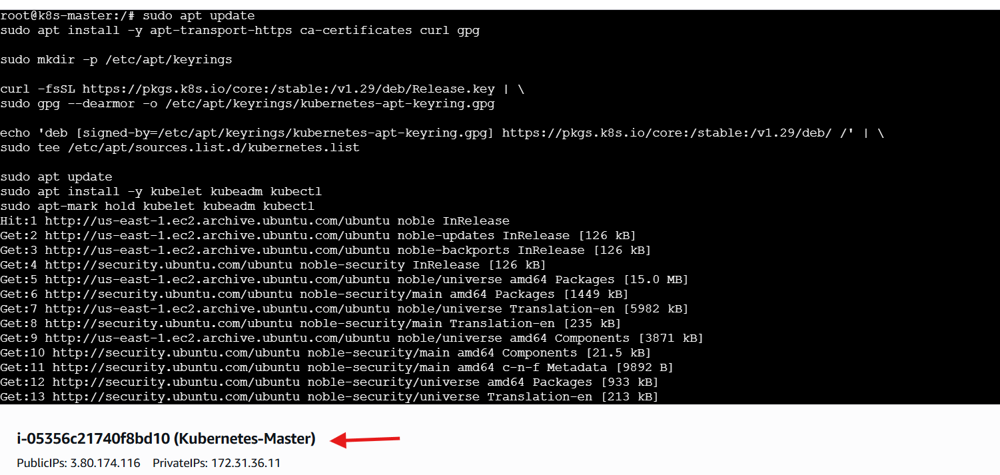 root@k8s-master:/# sudo apt update
sudo apt install -y apt-transport-https ca-certificates curl gpg
sudo mkdir -p /etc/apt/keyrings
curl -fsSL https://pkgs.k8s.io/core:/stable:/v1.29/deb/Release.key | \
sudo gpg --dearmor -o /etc/apt/keyrings/kubernetes-apt-keyring.gpg
echo 'deb [signed-by=/etc/apt/keyrings/kubernetes-apt-keyring.gpg] https://pkgs.k8s.io/core:/stable:/v1.29/deb/ /' | \
sudo tee /etc/apt/sources.list.d/kubernetes.list
sudo apt update
sudo apt install -y kubelet kubeadm kubectl
sudo apt-mark hold kubelet kubeadm kubectl
Hit:1 http://us-east-1.ec2.archive.ubuntu.com/ubuntu noble InRelease
Get:2 http://us-east-1.ec2.archive.ubuntu.com/ubuntu noble-updates InRelease [126 kB]
Get:3 http://us-east-1.ec2.archive.ubuntu.com/ubuntu noble-backports InRelease [126 kB]
Get:4 http://security.ubuntu.com/ubuntu noble-security InRelease [126 kB]
Get:5 http://us-east-1.ec2.archive.ubuntu.com/ubuntu noble/universe amd64 Packages [15.0 MB]
Get:6 http://security.ubuntu.com/ubuntu noble-security/main amd64 Packages [1449 kB]
Get:7 http://us-east-1.ec2.archive.ubuntu.com/ubuntu noble/universe Translation-en [5982 kB]
Get:8 http://security.ubuntu.com/ubuntu noble-security/main Translation-en [235 kB]
Get:9 http://us-east-1.ec2.archive.ubuntu.com/ubuntu noble/universe amd64 Components [3871 kB]
Get:10 http://security.ubuntu.com/ubuntu noble-security/main amd64 Components [21.5 kB]
Get:11 http://security.ubuntu.com/ubuntu noble-security/main amd64 c-n-f Metadata [9892 B]
Get:12 http://security.ubuntu.com/ubuntu noble-security/universe amd64 Packages [933 kB]
Get:13 http://security.ubuntu.com/ubuntu noble-security/universe Translation-en [213 kB]
i-05356c21740f8bd10 (Kubernetes-Master)
PublicIPs: 3.80.174.116 PrivateIPs: 172.31.36.11